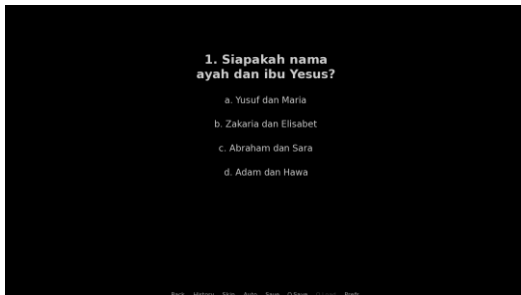 1. Siapakah nama
ayah dan ibu Yesus?
a. Yusuf dan Maria
b. Zakaria dan Elisabet
c. Abraham dan Sara
d. Adam dan Hawa
Back History Skip Auto Save Q.Save Q.Load Prefs